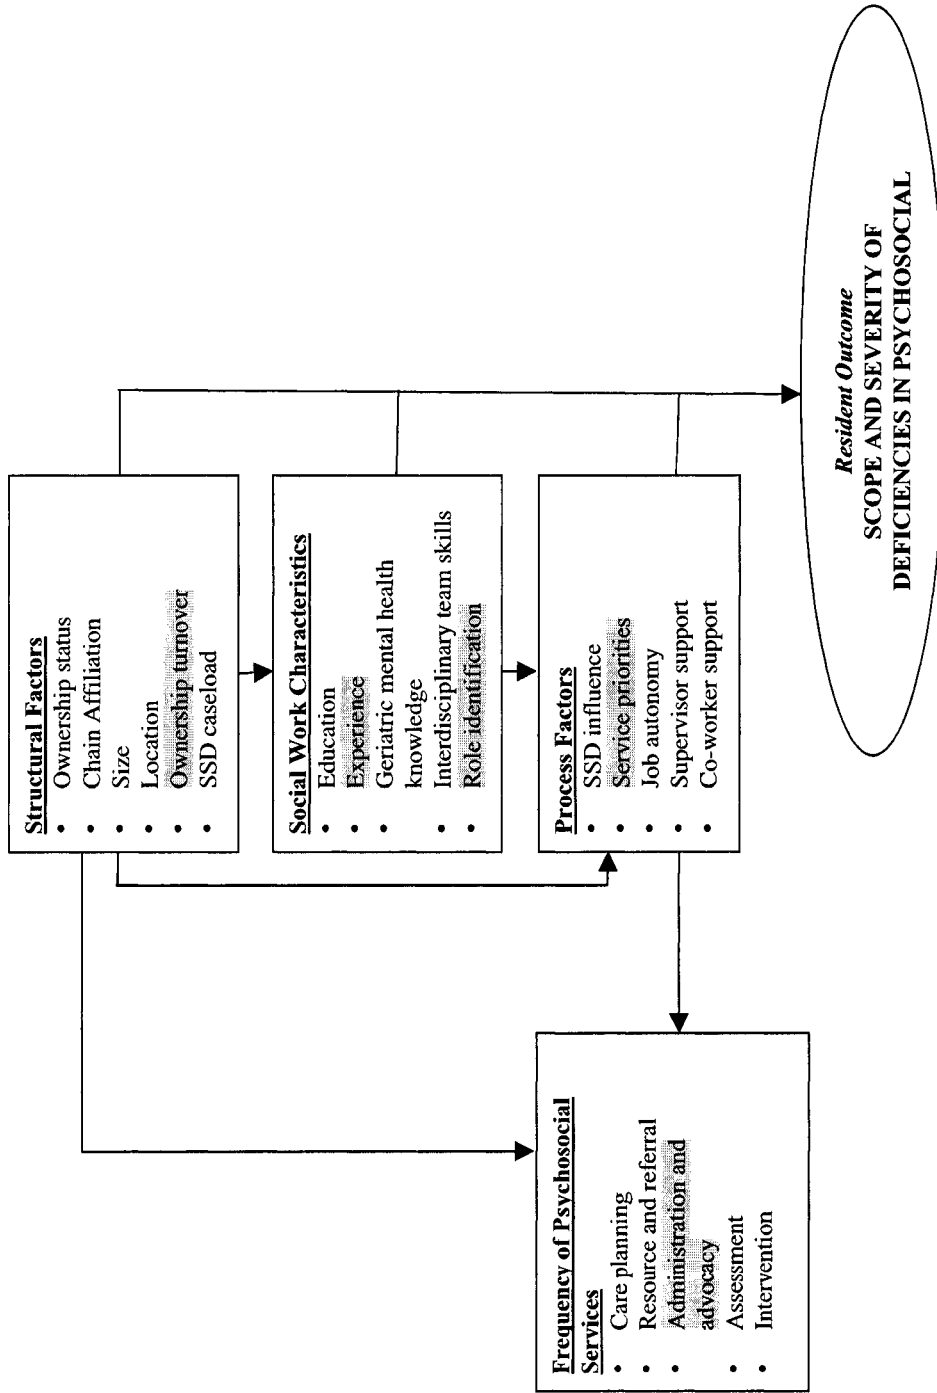 Structural Factors
• Ownership status
• Chain Affiliation
• Size
• Location
• Ownership turnover
• SSD caseload
Social Work Characteristics
• Education
• Experience
• Geriatric mental health
knowledge
• Interdisciplinary team skills
• Role identification
Process Factors
• SSD influence
• Service priorities
• Job autonomy
• Supervisor support
• Co-worker support
Frequency of Psychosocial
Services
• Care planning
• Resource and referral
• Administration and
advocacy
• Assessment
• Intervention
Resident Outcome
SCOPE AND SEVERITY OF
DEFICIENCIES IN PSYCHOSOCIAL